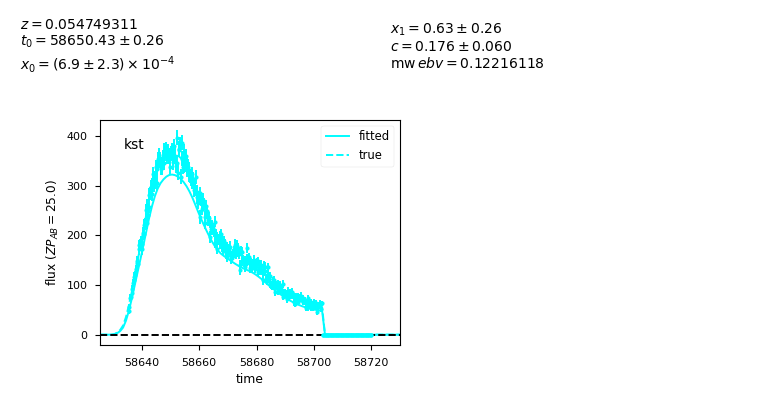 z = 0.054749311
t₀ = 58650.43 ± 0.26
x₀ = (6.9 ± 2.3) × 10⁻⁴
x₁ = 0.63 ± 0.26
c = 0.176 ± 0.060
mw ebv = 0.12216118
kst
fitted
true
flux (ZP_AB = 25.0)
400
300
200
100
0
58640 58660 58680 58700 58720
time